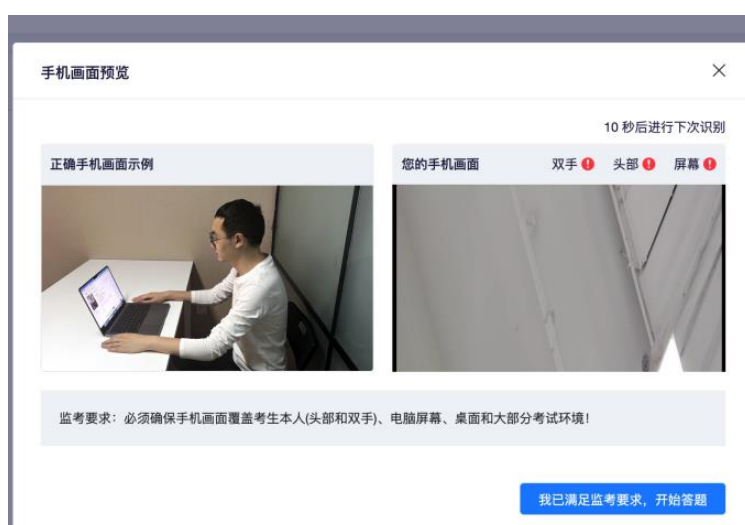 手机画面预览
10 秒后进行下次识别
正确手机画面示例
您的手机画面 双手 头部 屏幕
监考要求：必须确保手机画面覆盖考生本人(头部和双手)、电脑屏幕、桌面和大部分考试环境！
我已满足监考要求，开始答题